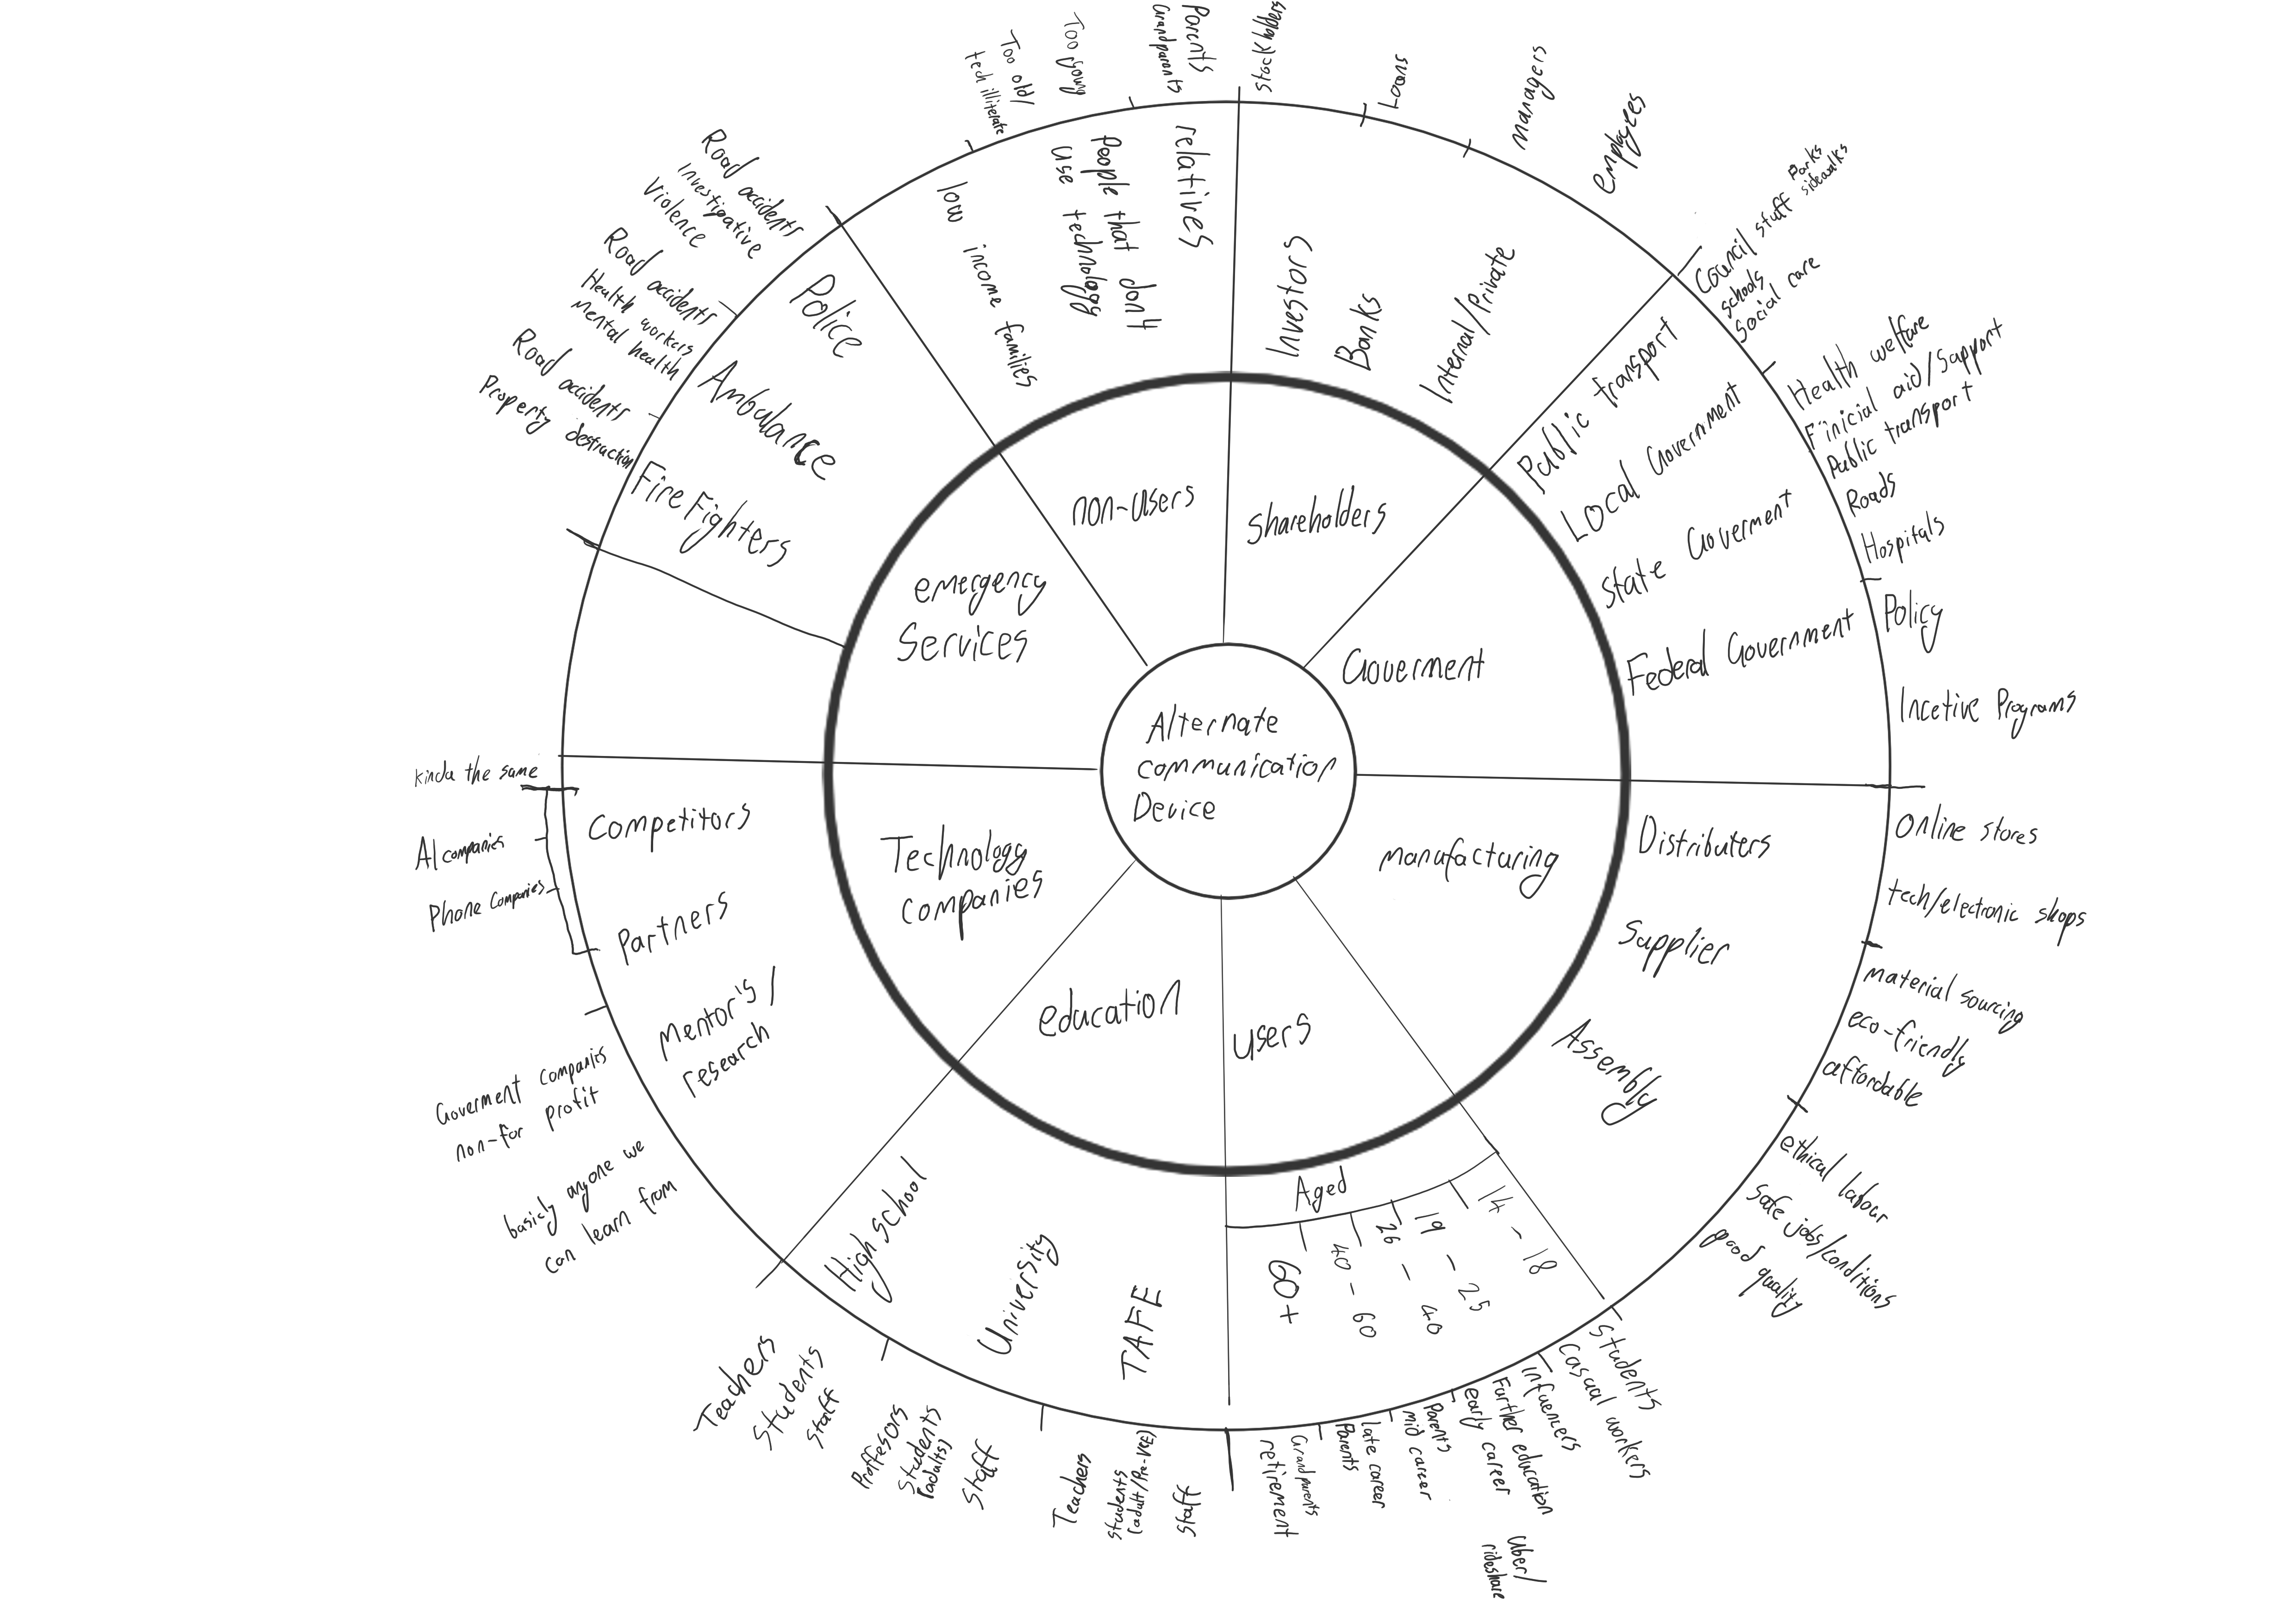 Alternate
communication
Device
non-users
shareholders
Goverment
manufacturing
users
education
Technology
companies
emergency
Services
relatives
people that don't
use technology
low income families
Parents
Grandparents
Too young
Too old/
tech illiterate
Investors
Banks
Internal/Private
stack holders
Loans
managers
employees
Public transport
Local Government
State Goverment
Federal Government
Parks
sidewalks
Council stuff
schools
Social care
Health welfare
Finicial aid/Support
Public transport
Roads
Hospitals
Policy
Incetive Programs
Distributers
Supplier
Assembly
Online stores
tech/electronic shops
material sourcing
eco-friendly
affordable
ethical labour
safe jobs/conditions
good quality
Aged
14 - 18
19 - 25
26 - 40
40 - 60
60+
Students
Casual workers
Infuencers
Further education
early career
Uber/
rideshare
Parents
mid career
late career
Parents
Grandparents
retirement
High school
University
TAFE
Teachers
Students
Staff
Proffesors
Students
(adults)
Staff
Teachers
students
(adult/Pre-VCE)
Staff
Competitors
Partners
Mentor's/
research
kinda the same
AI companies
Phone Companies
Goverment companies
non-for profit
basicly anyone we
can learn from
Police
Ambulance
Fire Fighters
Road accidents
Investigative
Violence
Road accidents
Health workers
Mental health
Road accidents
Property destruction